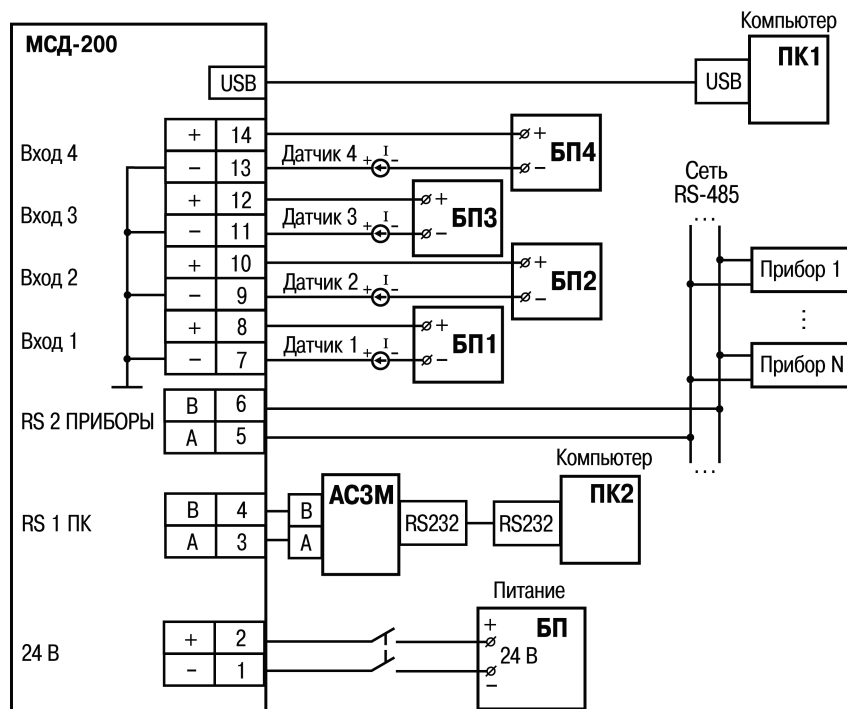 Компьютер
МСД-200
ПК1
USB
USB
+ 14
+
Вход 4
Датчик 4 + I -
БП4
− 13
−
Сеть
RS-485
...
+ 12
+
Вход 3
Датчик 3 + I -
БП3
− 11
−
+ 10
+
Вход 2
Датчик 2 + I -
БП2
− 9
−
Прибор 1
...
+ 8
+
Вход 1
Датчик 1 + I -
БП1
− 7
−
Прибор N
RS 2 ПРИБОРЫ
B 6
A 5
...
Компьютер
АС3М
ПК2
RS 1 ПК
B 4
B
RS232
RS232
A 3
A
Питание
БП
24 В
+ 2
+
24 В
− 1
−